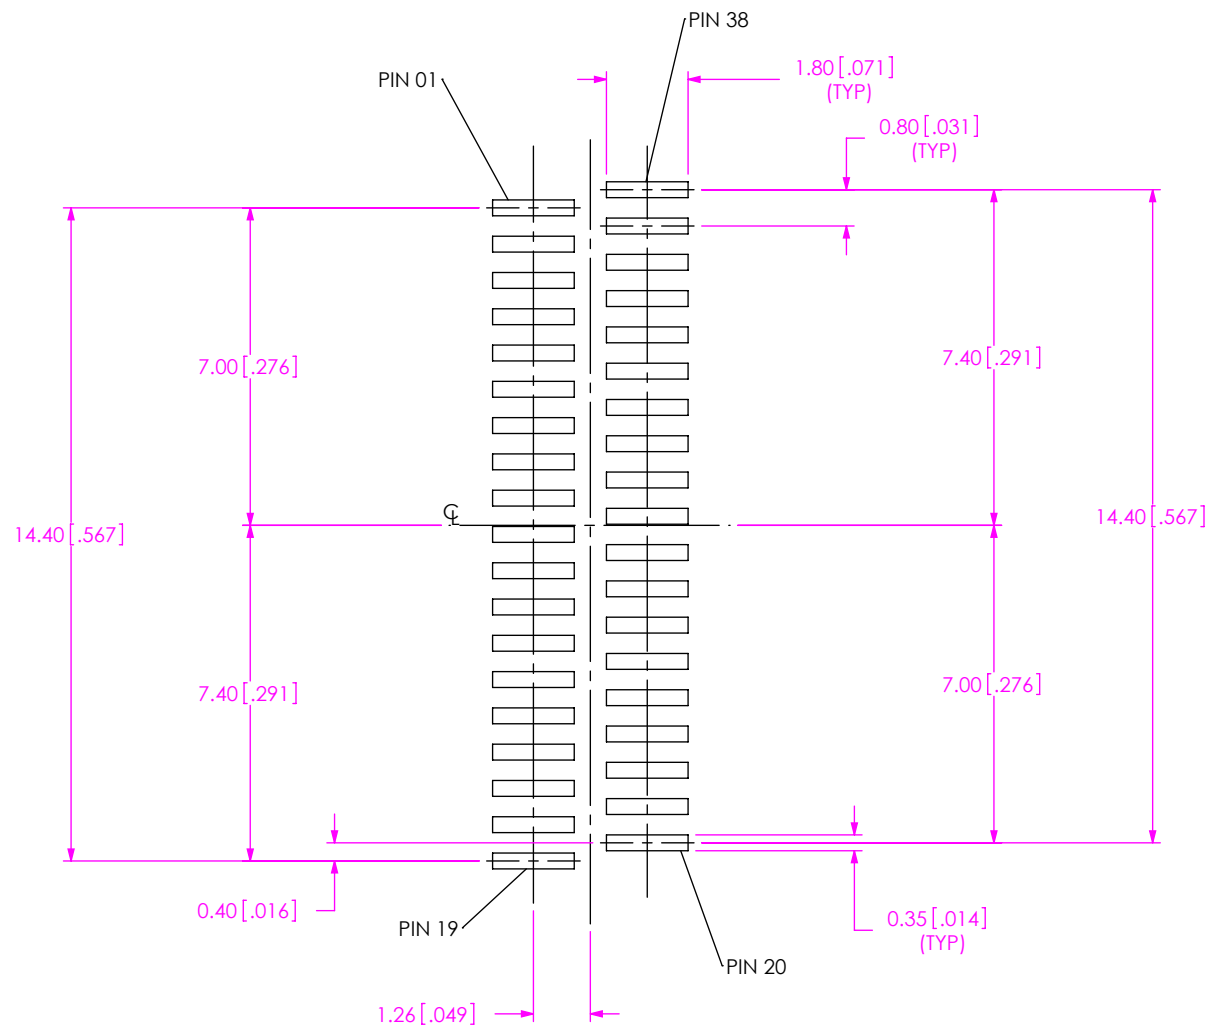 PIN 38
PIN 01
1.80[.071]
(TYP)
0.80[.031]
(TYP)
7.00[.276]
7.40[.291]
℄
14.40[.567]
14.40[.567]
7.40[.291]
7.00[.276]
0.40[.016]
PIN 19
0.35[.014]
(TYP)
PIN 20
1.26[.049]